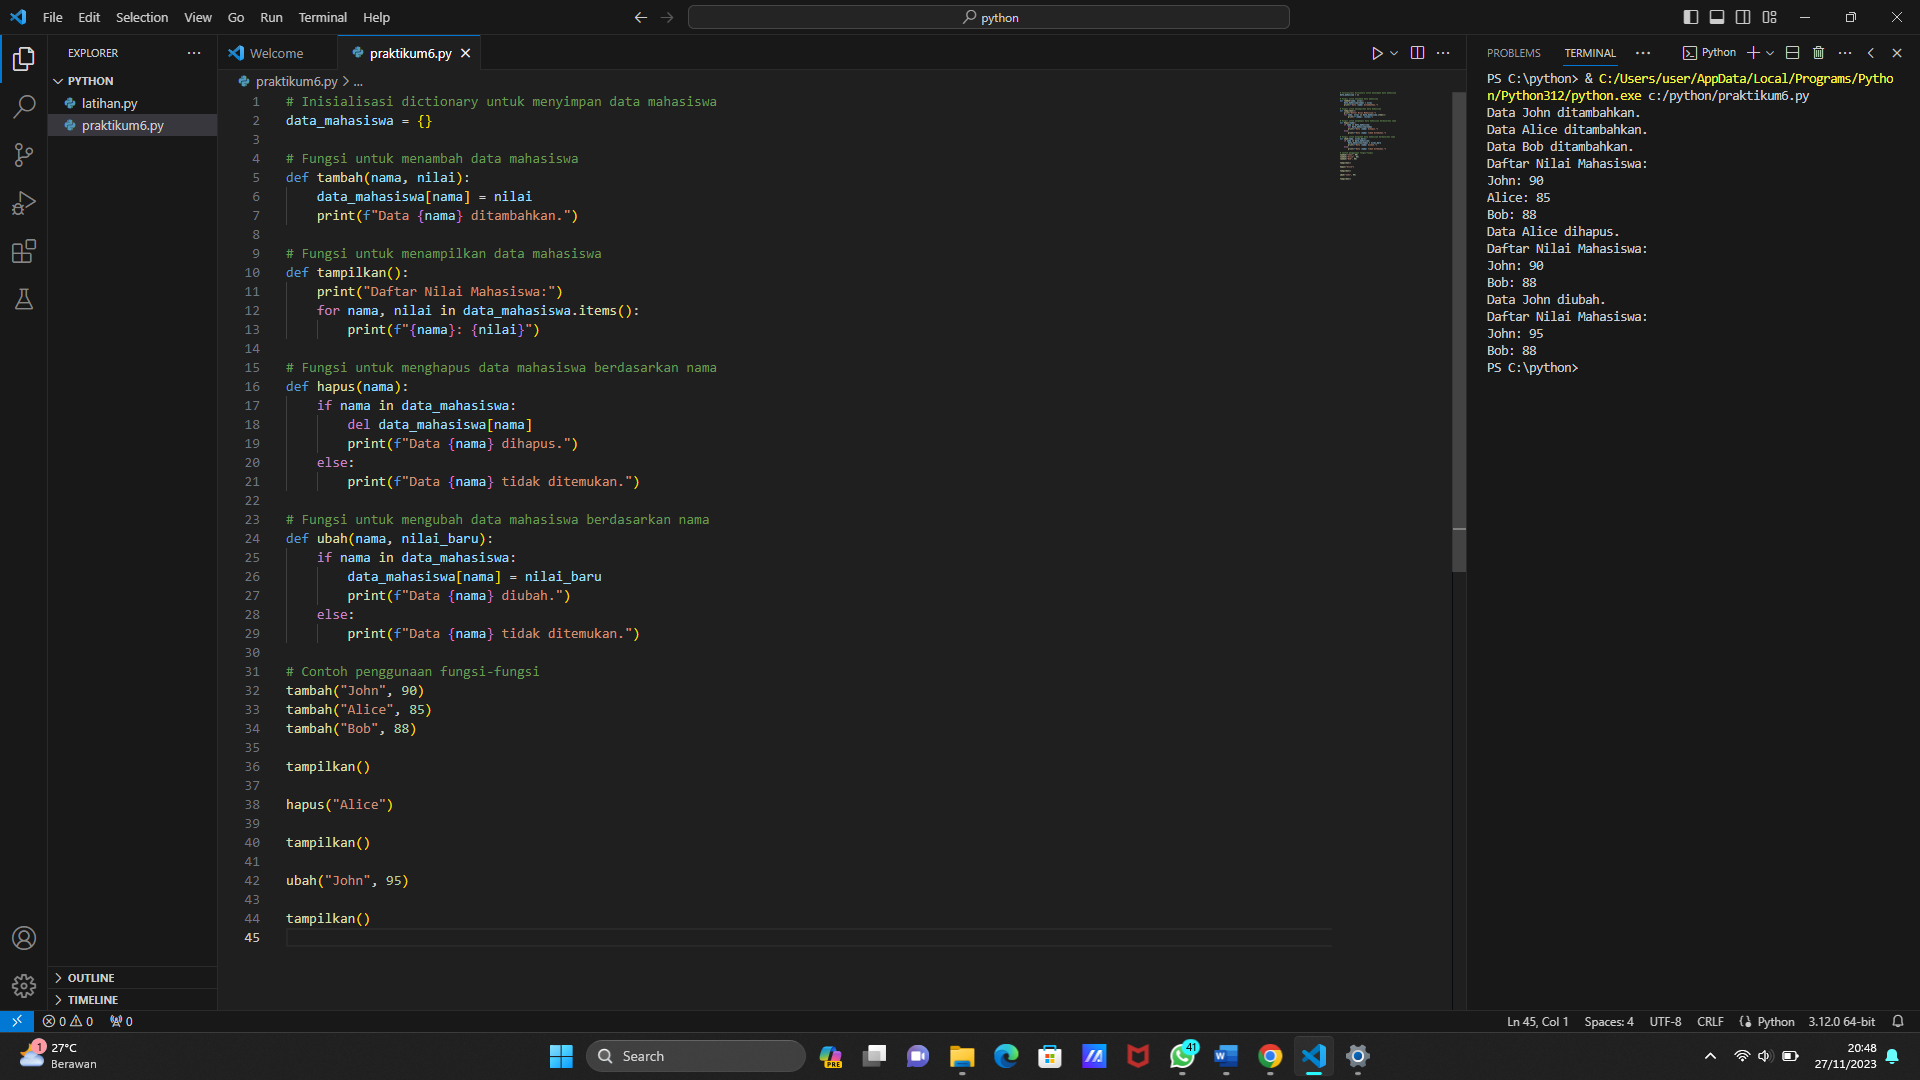 File Edit Selection View Go Run Terminal Help
python
EXPLORER
PYTHON
latihan.py
praktikum6.py
OUTLINE
TIMELINE
Welcome
praktikum6.py
praktikum6.py > ...
1 # Inisialisasi dictionary untuk menyimpan data mahasiswa
2 data_mahasiswa = {}
3
4 # Fungsi untuk menambah data mahasiswa
5 def tambah(nama, nilai):
6     data_mahasiswa[nama] = nilai
7     print(f"Data {nama} ditambahkan.")
8
9 # Fungsi untuk menampilkan data mahasiswa
10 def tampilkan():
11     print("Daftar Nilai Mahasiswa:")
12     for nama, nilai in data_mahasiswa.items():
13         print(f"{nama}: {nilai}")
14
15 # Fungsi untuk menghapus data mahasiswa berdasarkan nama
16 def hapus(nama):
17     if nama in data_mahasiswa:
18         del data_mahasiswa[nama]
19         print(f"Data {nama} dihapus.")
20     else:
21         print(f"Data {nama} tidak ditemukan.")
22
23 # Fungsi untuk mengubah data mahasiswa berdasarkan nama
24 def ubah(nama, nilai_baru):
25     if nama in data_mahasiswa:
26         data_mahasiswa[nama] = nilai_baru
27         print(f"Data {nama} diubah.")
28     else:
29         print(f"Data {nama} tidak ditemukan.")
30
31 # Contoh penggunaan fungsi-fungsi
32 tambah("John", 90)
33 tambah("Alice", 85)
34 tambah("Bob", 88)
35
36 tampilkan()
37
38 hapus("Alice")
39
40 tampilkan()
41
42 ubah("John", 95)
43
44 tampilkan()
45
PROBLEMS TERMINAL ... Python
PS C:\python> & C:/Users/user/AppData/Local/Programs/Pytho
n/Python312/python.exe c:/python/praktikum6.py
Data John ditambahkan.
Data Alice ditambahkan.
Data Bob ditambahkan.
Daftar Nilai Mahasiswa:
John: 90
Alice: 85
Bob: 88
Data Alice dihapus.
Daftar Nilai Mahasiswa:
John: 90
Bob: 88
Data John diubah.
Daftar Nilai Mahasiswa:
John: 95
Bob: 88
PS C:\python>
0 0 0
Ln 45, Col 1 Spaces: 4 UTF-8 CRLF Python 3.12.0 64-bit
1
27°C
Berawan
Search
PRE
41
20:48
27/11/2023